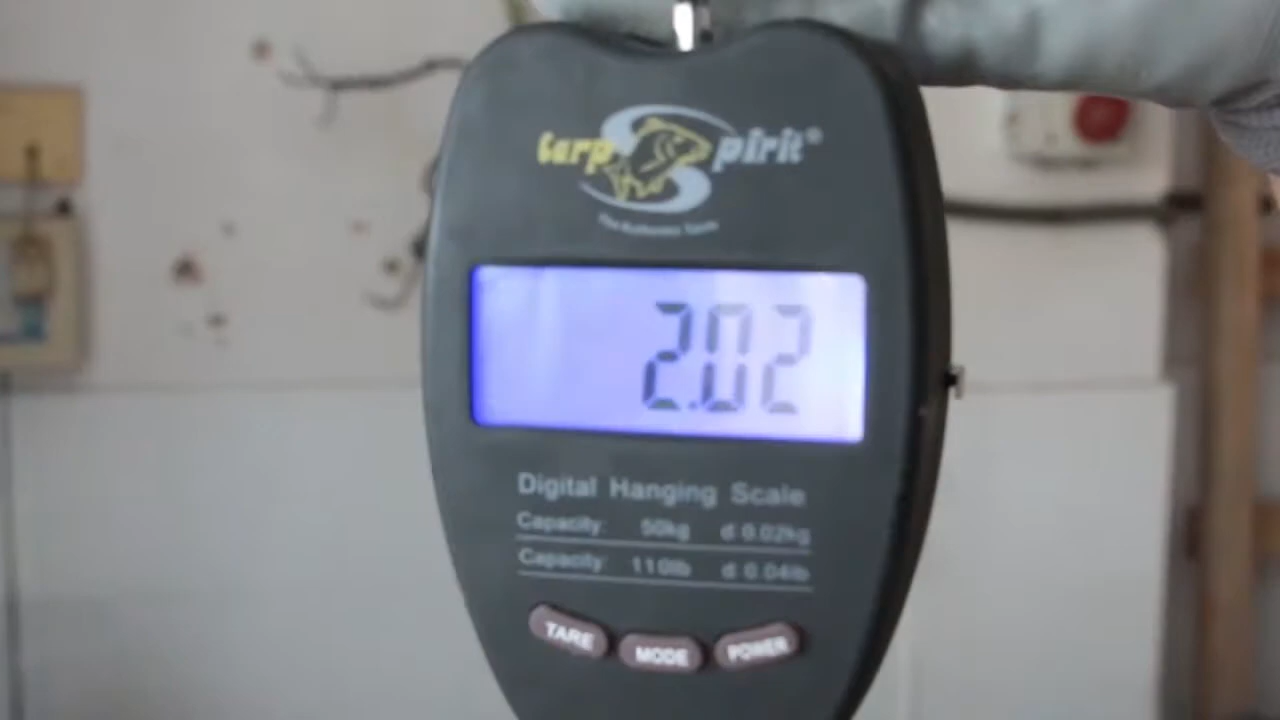 carp Spirit®
2.02
Digital Hanging Scale
Capacity: 50kg d: 0.02kg
Capacity: 110lb d: 0.04lb
TARE MODE POWER